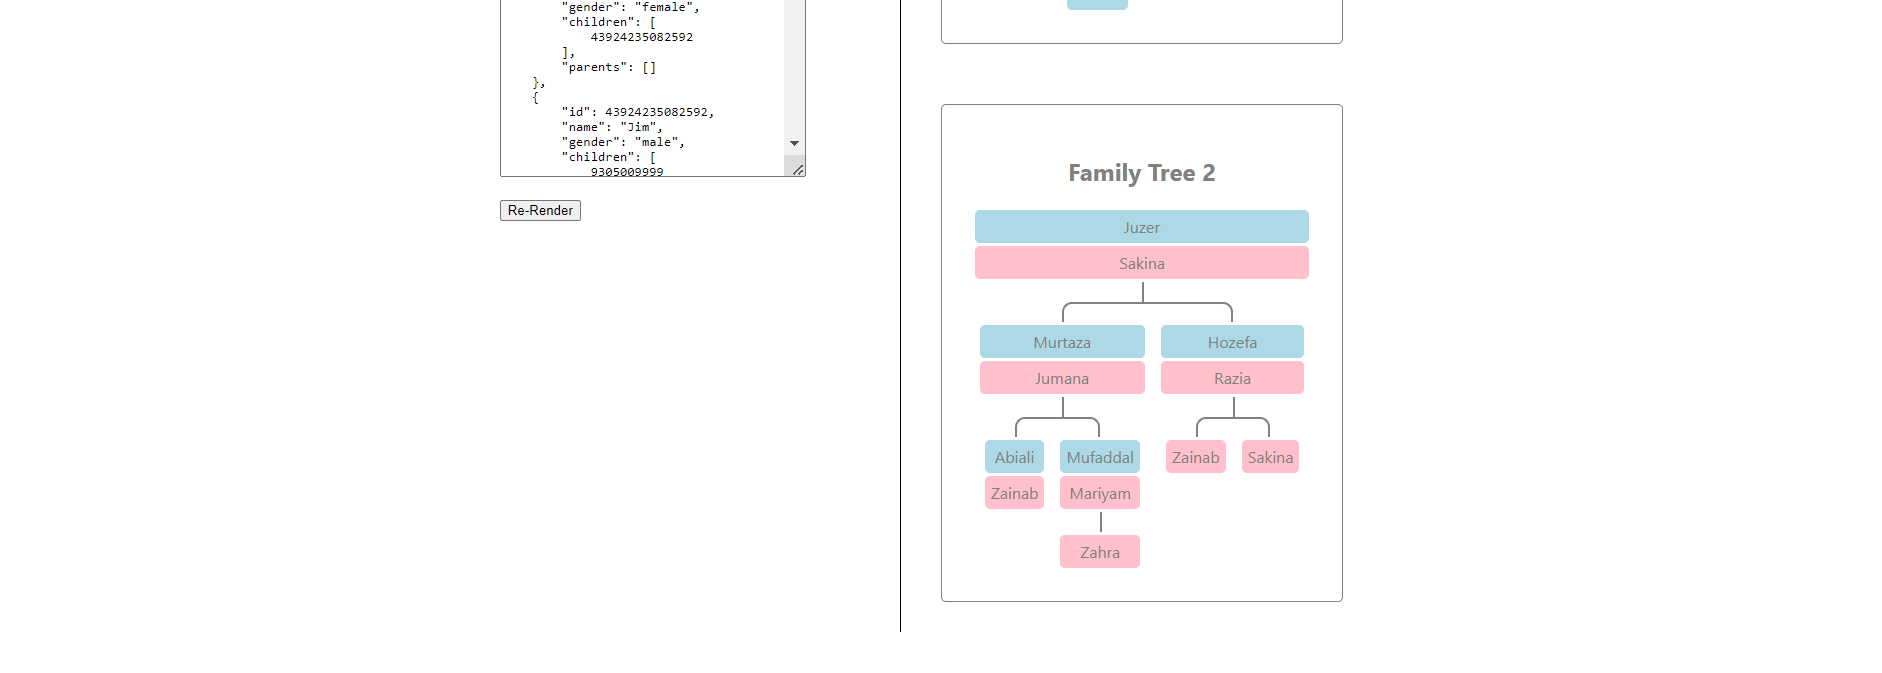 "gender": "female",
"children": [
43924235082592
],
"parents": []
},
{
"id": 43924235082592,
"name": "Jim",
"gender": "male",
"children": [
9305009999
Re-Render
Family Tree 2
Juzer
Sakina
Murtaza Hozefa
Jumana Razia
Abiali Mufaddal Zainab Sakina
Zainab Mariyam
Zahra